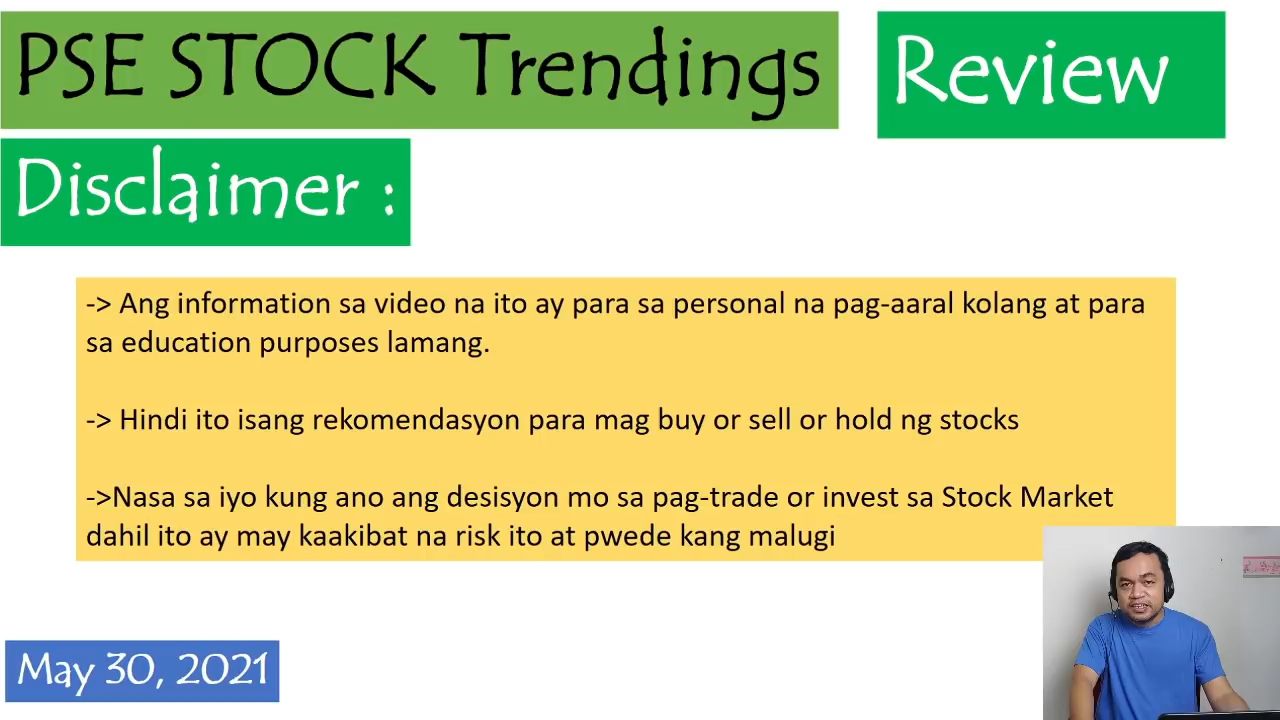 PSE STOCK Trendings
Review
Disclaimer :
-> Ang information sa video na ito ay para sa personal na pag-aaral kolang at para
sa education purposes lamang.
-> Hindi ito isang rekomendasyon para mag buy or sell or hold ng stocks
->Nasa sa iyo kung ano ang desisyon mo sa pag-trade or invest sa Stock Market
dahil ito ay may kaakibat na risk ito at pwede kang malugi
May 30, 2021